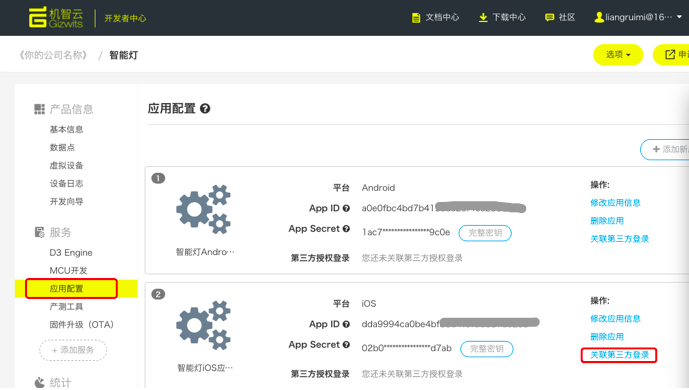 机智云
Gizwits
开发者中心
文档中心
下载中心
社区
liangruimi@16···
《你的公司名称》 / 智能灯
选项
申
产品信息
基本信息
数据点
虚拟设备
设备日志
开发向导
服务
D3 Engine
MCU开发
应用配置
产测工具
固件升级（OTA）
+ 添加服务
统计
应用配置
+ 添加新
1
智能灯Andro···
平台 Android
App ID a0e0fbc4bd7b41
App Secret 1ac7****************9c0e 完整密钥
第三方授权登录 您还未关联第三方授权登录
操作:
修改应用信息
删除应用
关联第三方登录
2
智能灯iOS应···
平台 iOS
App ID dda9994ca0be4bf
App Secret 02b0****************d7ab 完整密钥
第三方授权登录 您还未关联第三方授权登录
操作:
修改应用信息
删除应用
关联第三方登录